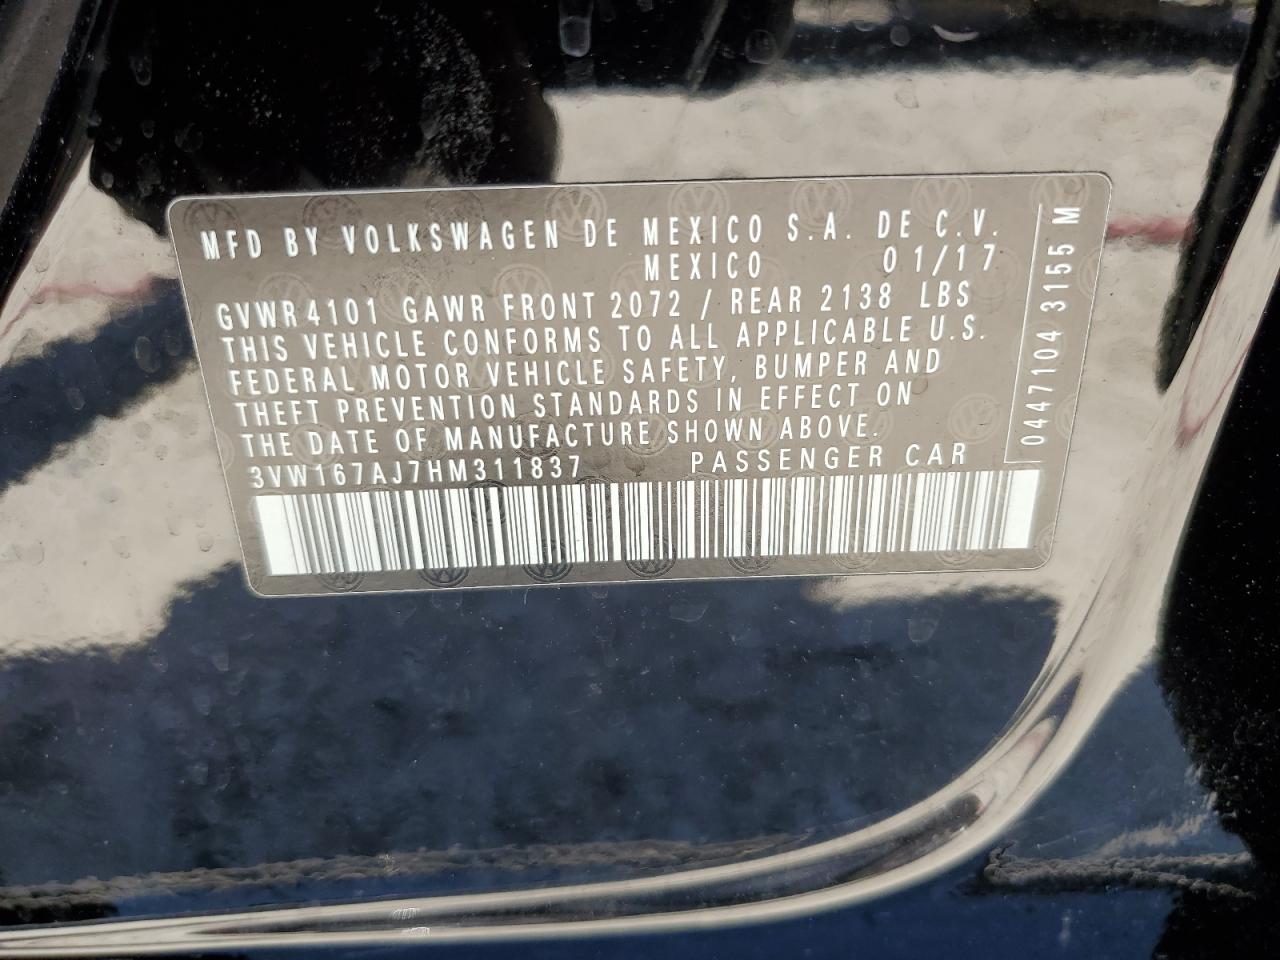 MFD BY VOLKSWAGEN DE MEXICO S.A. DE C.V.
MEXICO 01/17
GVWR 4101 GAWR FRONT 2072 / REAR 2138 LBS
THIS VEHICLE CONFORMS TO ALL APPLICABLE U.S.
FEDERAL MOTOR VEHICLE SAFETY, BUMPER AND
THEFT PREVENTION STANDARDS IN EFFECT ON
THE DATE OF MANUFACTURE SHOWN ABOVE.
3VW167AJ7HM311837 PASSENGER CAR
0447104 3155 M